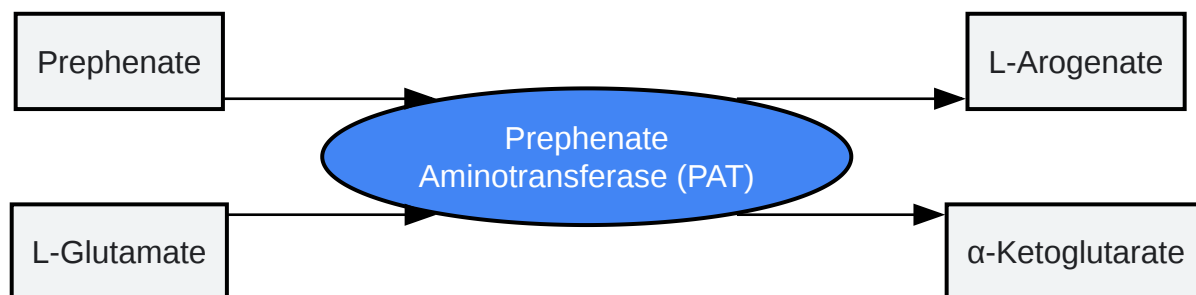 Prephenate
L-Arogenate
Prephenate
Aminotransferase (PAT)
L-Glutamate
α-Ketoglutarate